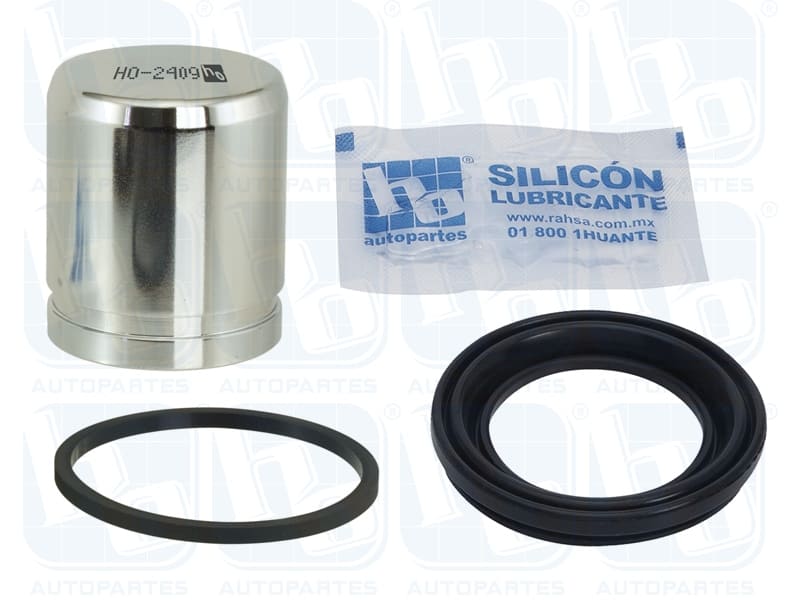 HO-2409 ho
ho®
autopartes
SILICÓN
LUBRICANTE
www.rahsa.com.mx
01 800 1HUANTE
AUTOPARTES AUTOPARTES AUTOPARTES AUTOPARTES
AUTOPARTES AUTOPARTES AUTOPARTES AUTOPARTES
AUTOPARTES AUTOPARTES AUTOPARTES AUTOPARTES